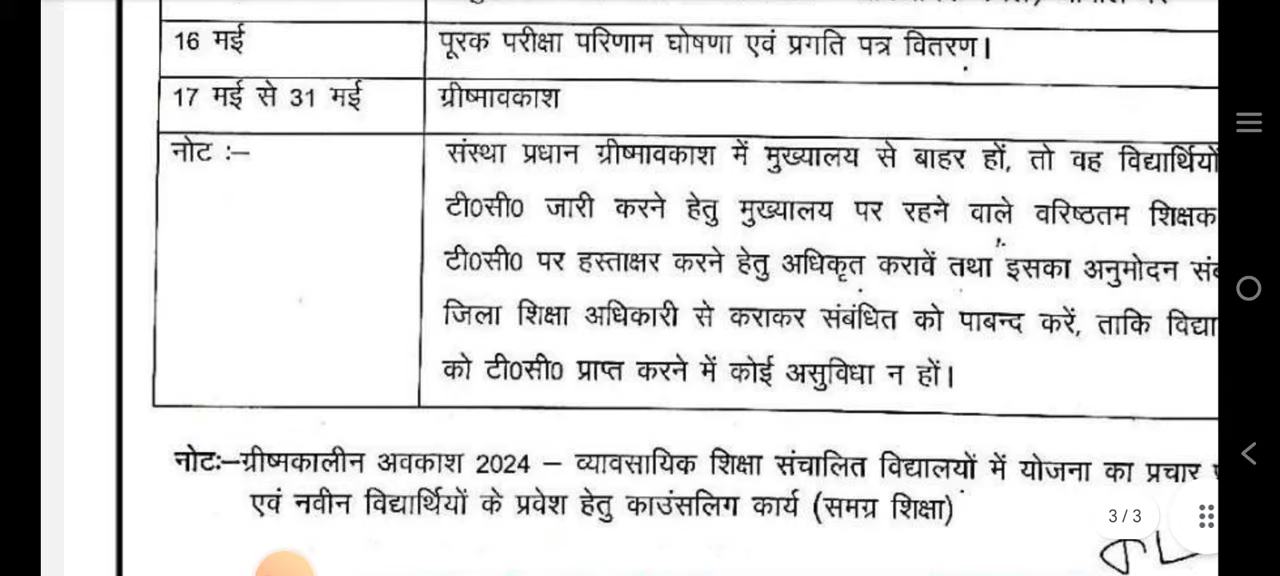 16 मई
पूरक परीक्षा परिणाम घोषणा एवं प्रगति पत्र वितरण।
17 मई से 31 मई
ग्रीष्मावकाश
नोट :–
संस्था प्रधान ग्रीष्मावकाश में मुख्यालय से बाहर हों, तो वह विद्यार्थियों
टी0सी0 जारी करने हेतु मुख्यालय पर रहने वाले वरिष्ठतम शिक्षक
टी0सी0 पर हस्ताक्षर करने हेतु अधिकृत करावें तथा इसका अनुमोदन
जिला शिक्षा अधिकारी से कराकर संबंधित को पाबन्द करें, ताकि
को टी0सी0 प्राप्त करने में कोई असुविधा न हों।
नोटः–ग्रीष्मकालीन अवकाश 2024 – व्यावसायिक शिक्षा संचालित विद्यालयों में योजना का प्रचार
एवं नवीन विद्यार्थियों के प्रवेश हेतु काउंसलिग कार्य (समग्र शिक्षा)
3 / 3